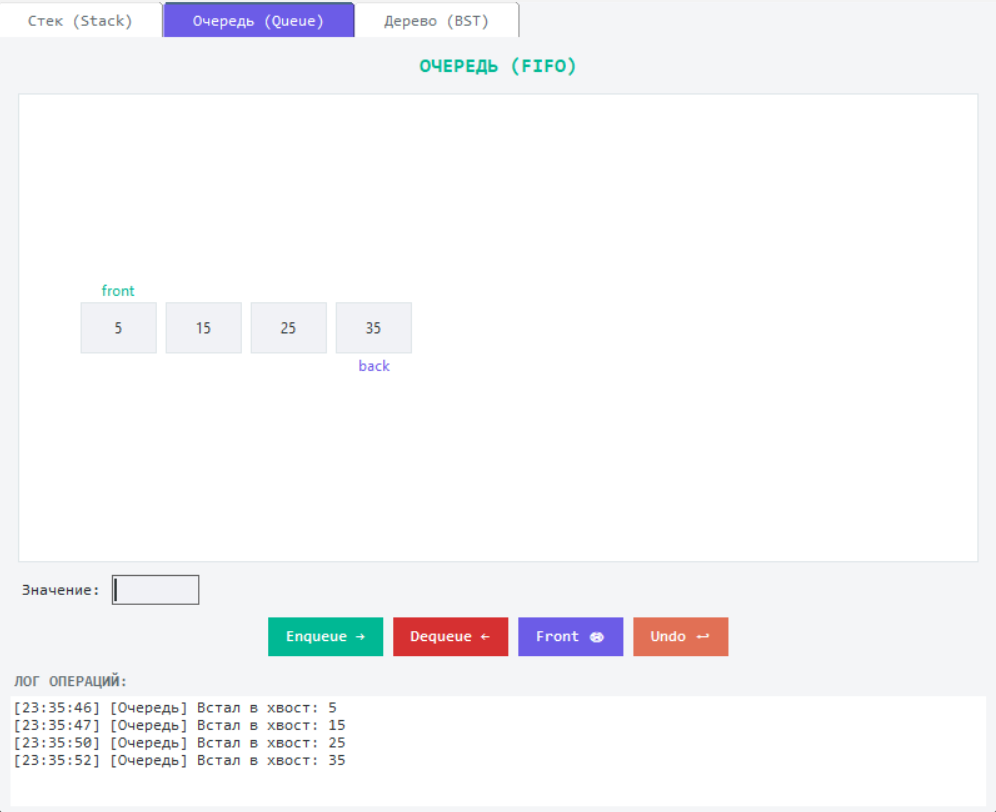 Стек (Stack) Очередь (Queue) Дерево (BST)
ОЧЕРЕДЬ (FIFO)
front
5 15 25 35
back
Значение:
Enqueue → Dequeue ← Front 👁 Undo ↩
ЛОГ ОПЕРАЦИЙ:
[23:35:46] [Очередь] Встал в хвост: 5
[23:35:47] [Очередь] Встал в хвост: 15
[23:35:50] [Очередь] Встал в хвост: 25
[23:35:52] [Очередь] Встал в хвост: 35